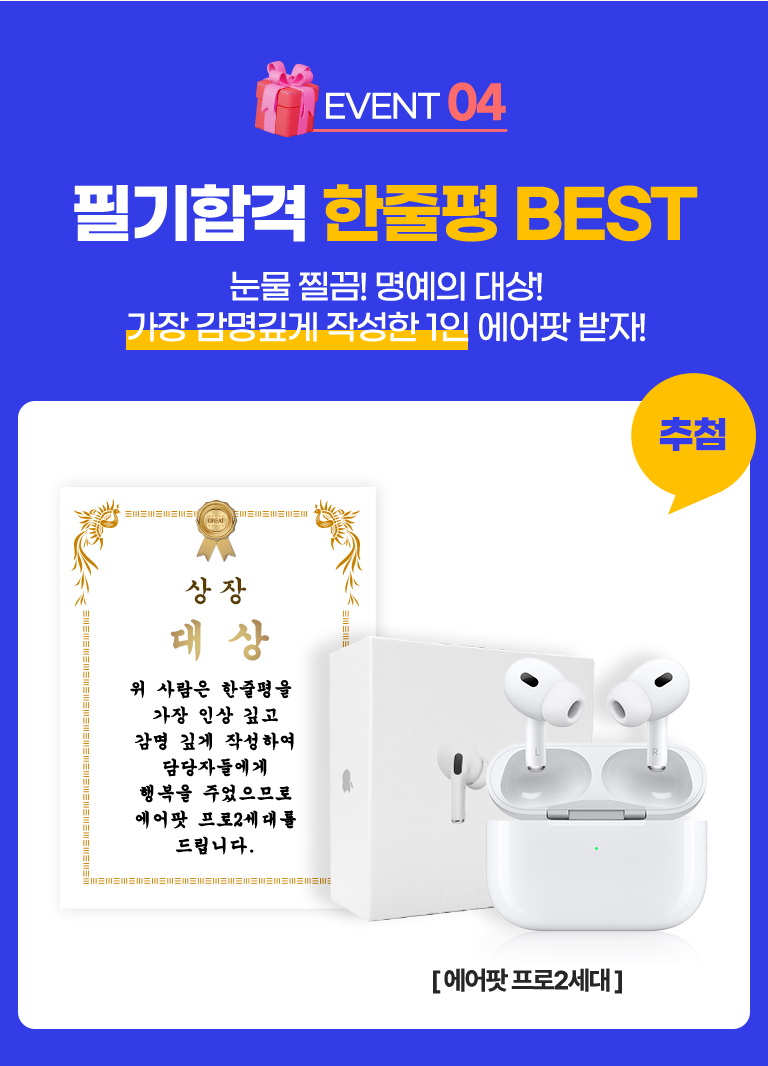 EVENT 04
필기합격 한줄평 BEST
눈물 찔끔! 명예의 대상!
가장 감명깊게 작성한 1인 에어팟 받자!
추첨
GREAT
상장
대상
위 사람은 한줄평을
가장 인상 깊고
감명 깊게 작성하여
담당자들에게
행복을 주었으므로
에어팟 프로2세대를
드립니다.
L
R
[ 에어팟 프로2세대 ]